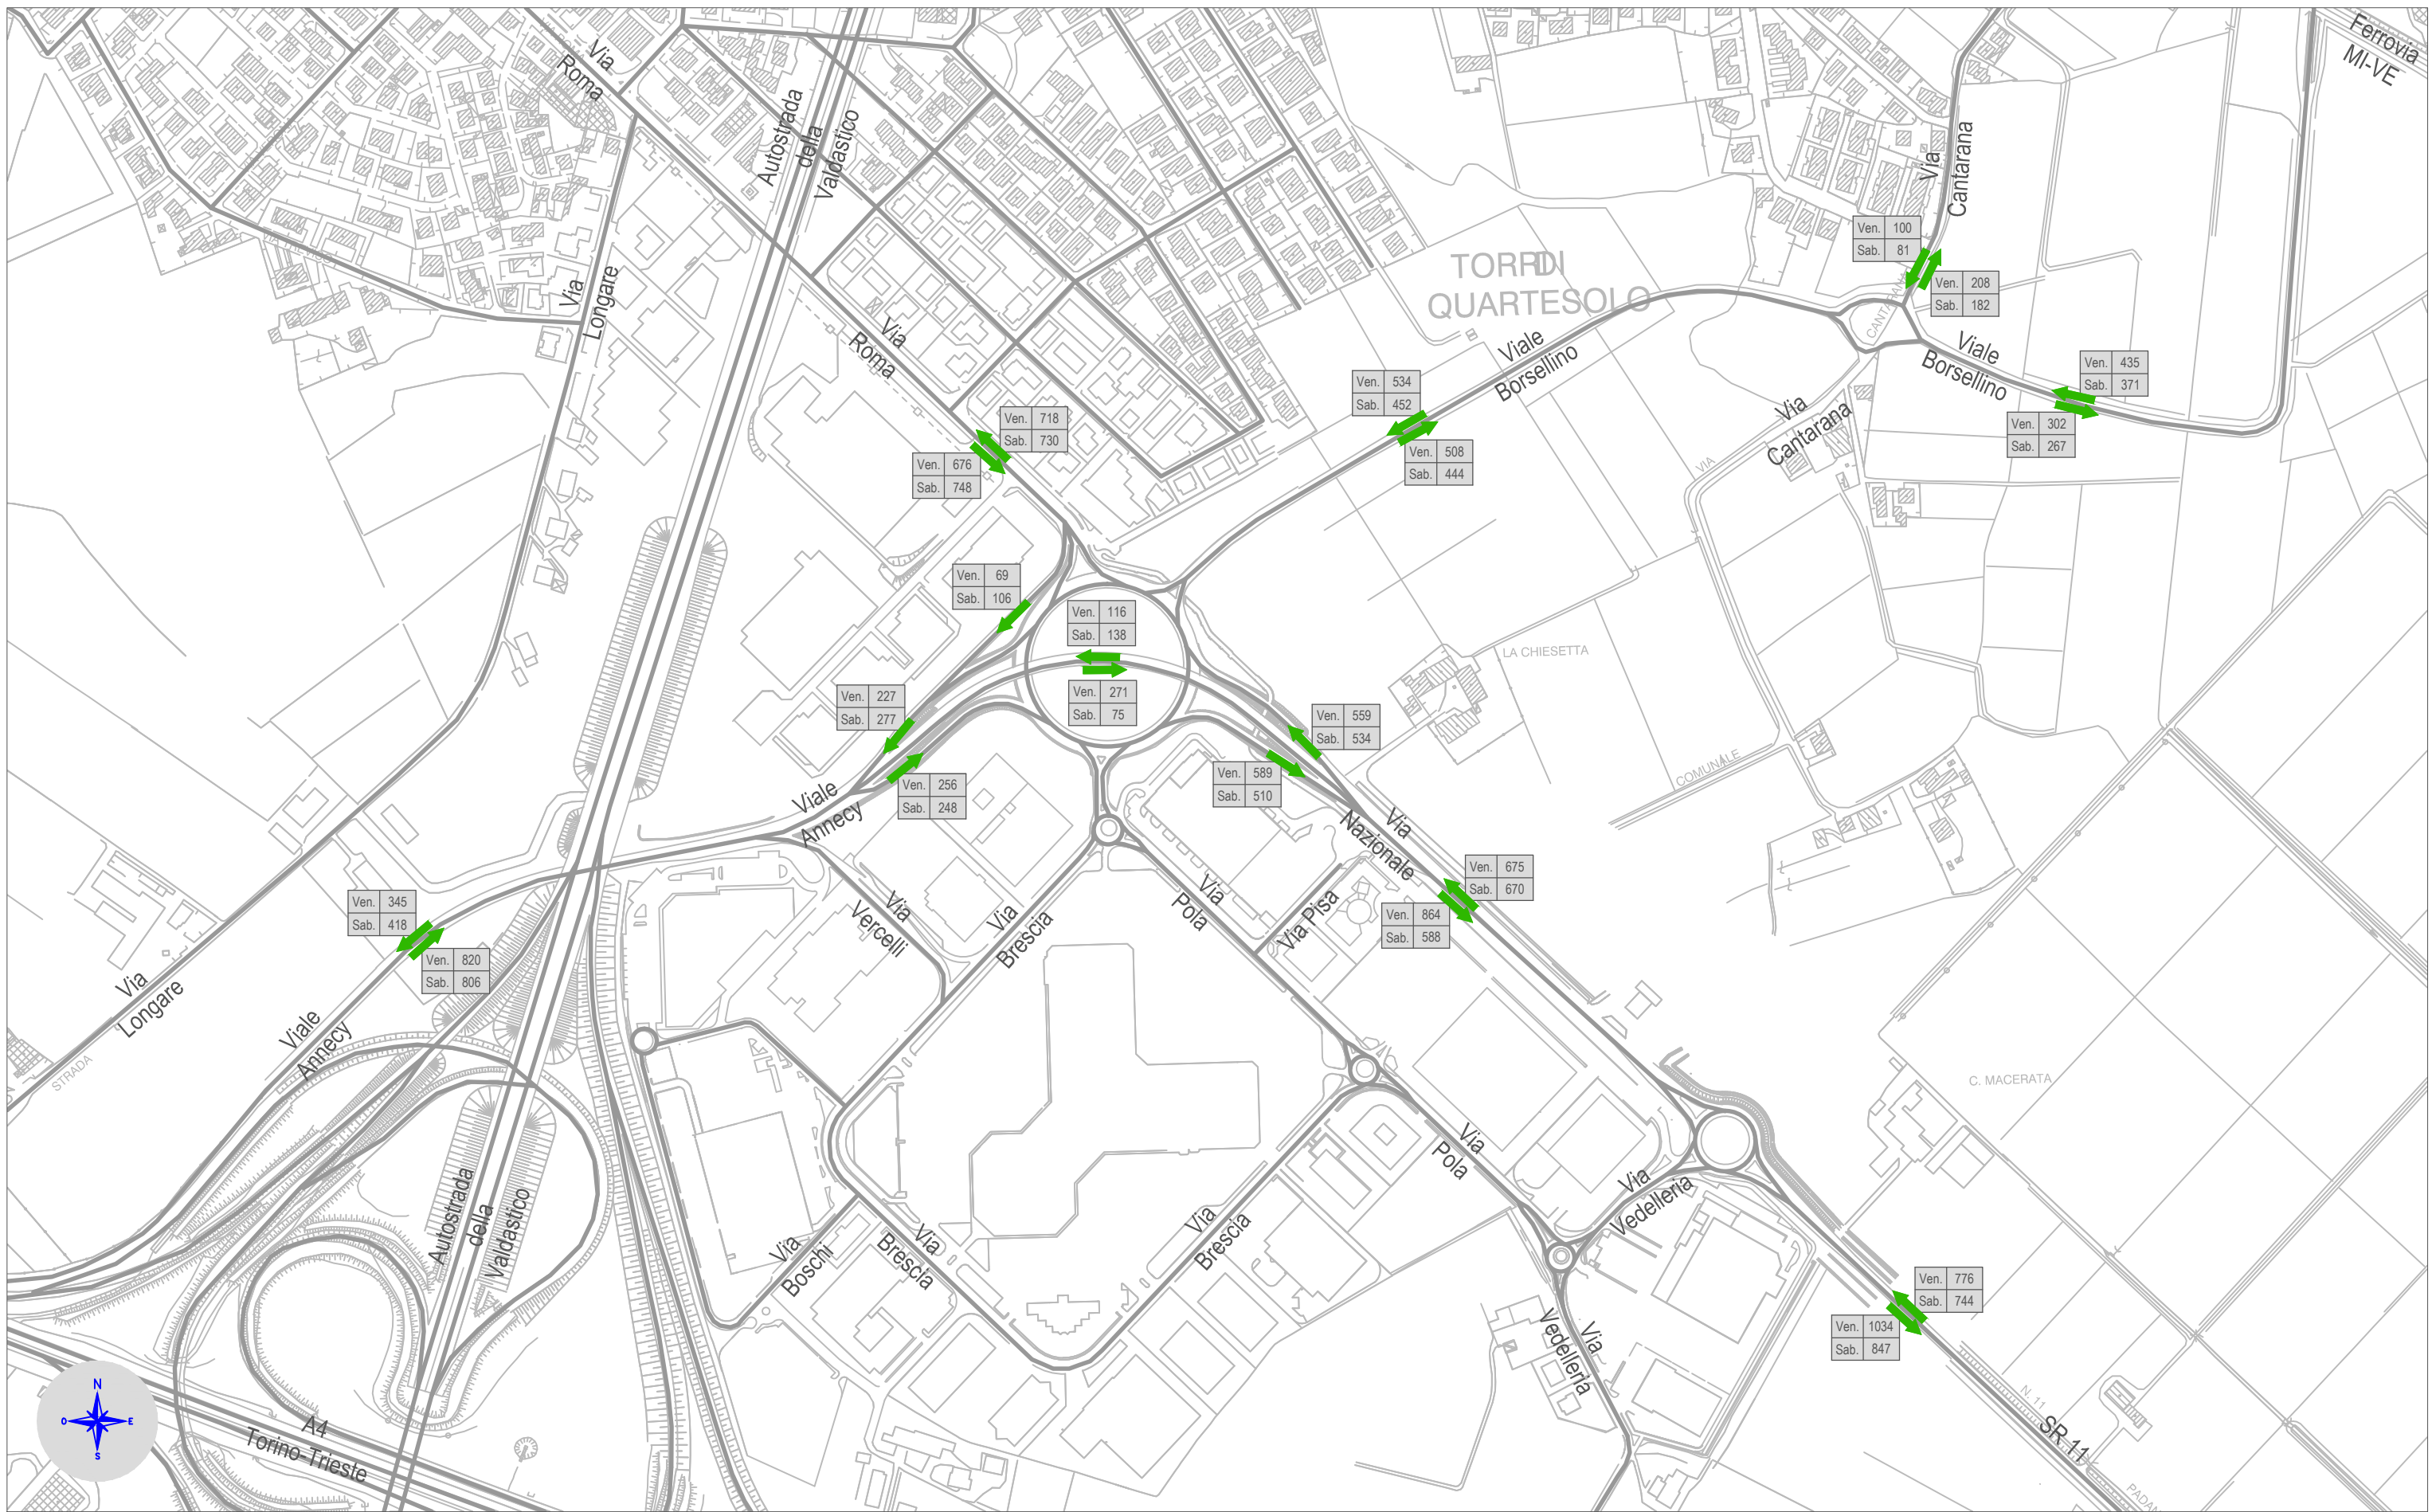 Ferrovia
MI-VE
Via
Roma
Autostrada
della
Valdastico
Via
Cantarana
Ven. 100
Sab. 81
Ven. 208
Sab. 182
CANTARANA
Via
Longare
TORRI DI
QUARTESOLO
Via
Roma
Viale
Borsellino
Viale
Borsellino
Ven. 435
Sab. 371
Ven. 302
Sab. 267
Ven. 534
Sab. 452
Ven. 508
Sab. 444
Ven. 718
Sab. 730
Ven. 676
Sab. 748
Via
Cantarana
VIA
Ven. 69
Sab. 106
Ven. 116
Sab. 138
Ven. 271
Sab. 75
LA CHIESETTA
Ven. 227
Sab. 277
Ven. 256
Sab. 248
Ven. 559
Sab. 534
Ven. 589
Sab. 510
COMUNALE
Viale
Annecy
Via
Nazionale
Ven. 675
Sab. 670
Ven. 864
Sab. 588
Ven. 345
Sab. 418
Ven. 820
Sab. 806
Via
Vercelli
Via
Brescia
Via
Pola
Via Pisa
Via
Longare
STRADA
Viale
Annecy
C. MACERATA
Via
Pola
Via
Vedelleria
Autostrada
della
Valdastico
Via
Boschi
Via
Brescia
Via
Brescia
Ven. 776
Sab. 744
Ven. 1034
Sab. 847
Via
Vedelleria
N
O
E
S
A4
Torino-Trieste
N. 11
SR 11